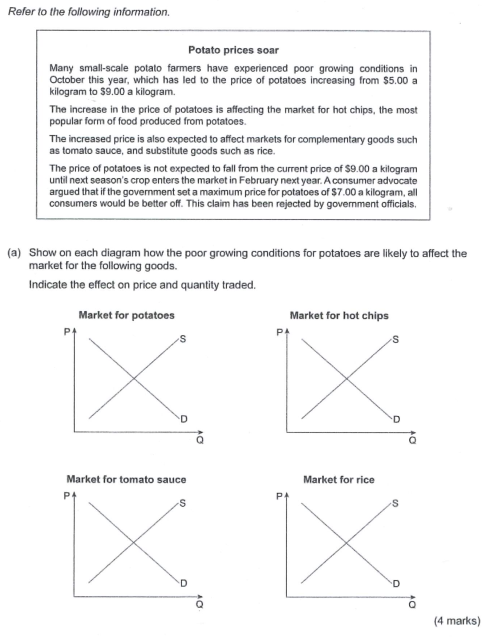 Refer to the following information.
Potato prices soar
Many small-scale potato farmers have experienced poor growing conditions in
October this year, which has led to the price of potatoes increasing from $5.00 a
kilogram to $9.00 a kilogram.
The increase in the price of potatoes is affecting the market for hot chips, the most
popular form of food produced from potatoes.
The increased price is also expected to affect markets for complementary goods such
as tomato sauce, and substitute goods such as rice.
The price of potatoes is not expected to fall from the current price of $9.00 a kilogram
until next season's crop enters the market in February next year. A consumer advocate
argued that if the government set a maximum price for potatoes of $7.00 a kilogram, all
consumers would be better off. This claim has been rejected by government officials.
(a) Show on each diagram how the poor growing conditions for potatoes are likely to affect the
market for the following goods.
Indicate the effect on price and quantity traded.
Market for potatoes
P
S
D
Q
Market for hot chips
P
S
D
Q
Market for tomato sauce
P
S
D
Q
Market for rice
P
S
D
Q
(4 marks)